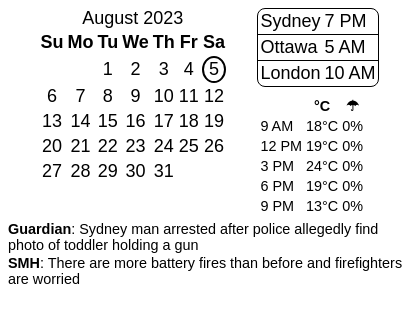 August 2023
Su Mo Tu We Th Fr Sa
1 2 3 4 5
6 7 8 9 10 11 12
13 14 15 16 17 18 19
20 21 22 23 24 25 26
27 28 29 30 31
Sydney 7 PM
Ottawa 5 AM
London 10 AM
°C ☂
9 AM 18°C 0%
12 PM 19°C 0%
3 PM 24°C 0%
6 PM 19°C 0%
9 PM 13°C 0%
Guardian: Sydney man arrested after police allegedly find
photo of toddler holding a gun
SMH: There are more battery fires than before and firefighters
are worried